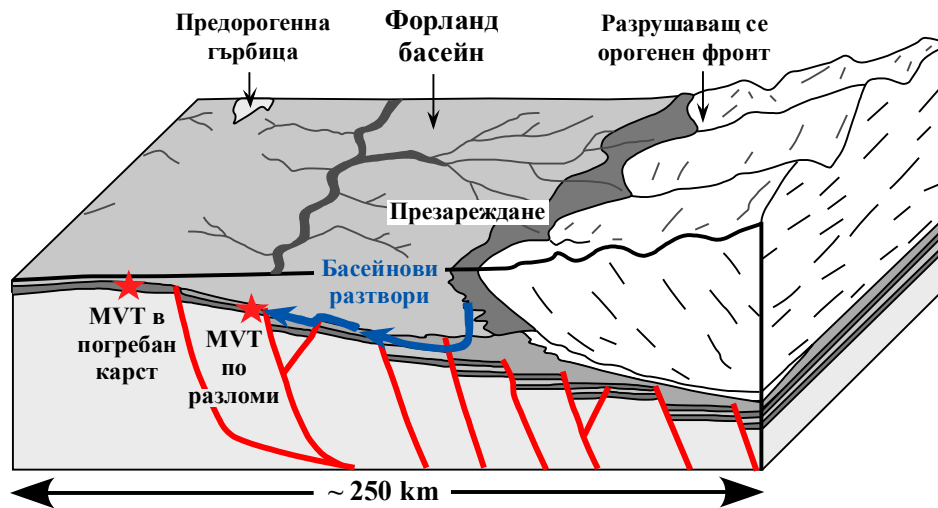 Предорогенна
гърбица
Форланд
басейн
Разрушаващ се
орогенен фронт
Презареждане
Басейнови
разтвори
MVT в
погребан
карст
MVT
по
разломи
~ 250 km